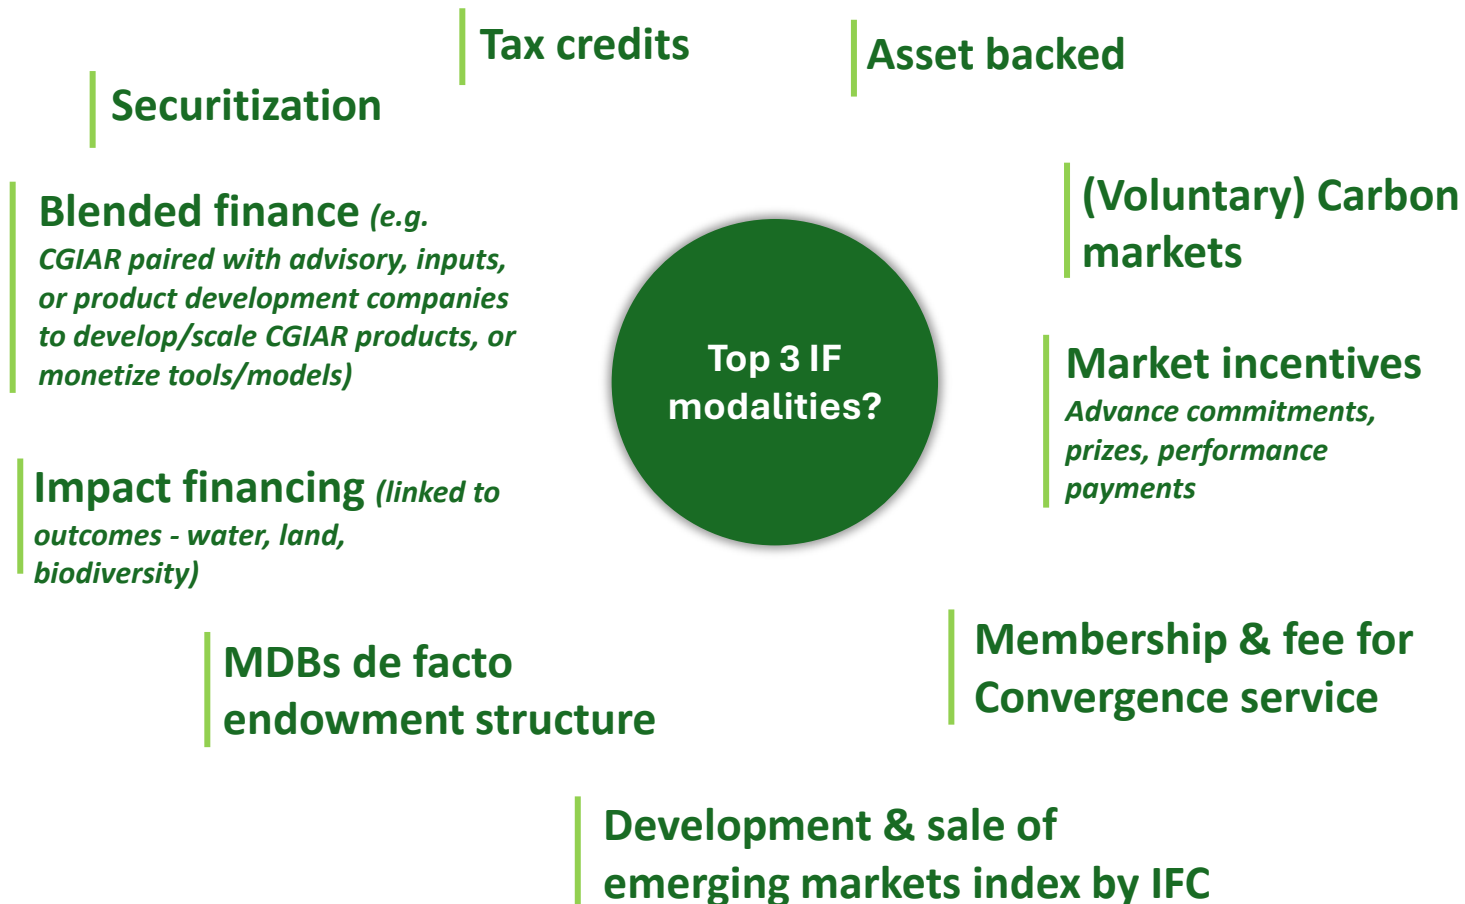 Tax credits
Asset backed
Securitization
Blended finance (e.g.
CGIAR paired with advisory, inputs,
or product development companies
to develop/scale CGIAR products, or
monetize tools/models)
(Voluntary) Carbon
markets
Top 3 IF
modalities?
Market incentives
Advance commitments,
prizes, performance
payments
Impact financing (linked to
outcomes - water, land,
biodiversity)
MDBs de facto
endowment structure
Membership & fee for
Convergence service
Development & sale of
emerging markets index by IFC